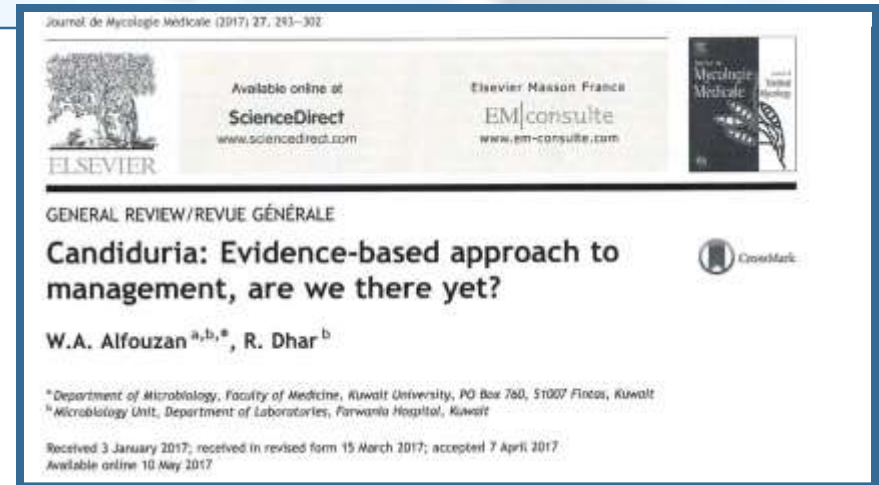 Journal de Mycologie Médicale (2017) 27, 293—302
Available online at
ScienceDirect
www.sciencedirect.com
Elsevier Masson France
EM|consulte
www.em-consulte.com
ELSEVIER
Mycologie
Médicale
GENERAL REVIEW/REVUE GÉNÉRALE
Candiduria: Evidence-based approach to
management, are we there yet?
CrossMark
W.A. Alfouzan a,b,*, R. Dhar b
a Department of Microbiology, Faculty of Medicine, Kuwait University, PO Box 760, 51007 Fintas, Kuwait
b Microbiology Unit, Department of Laboratories, Farwania Hospital, Kuwait
Received 3 January 2017; received in revised form 15 March 2017; accepted 7 April 2017
Available online 10 May 2017